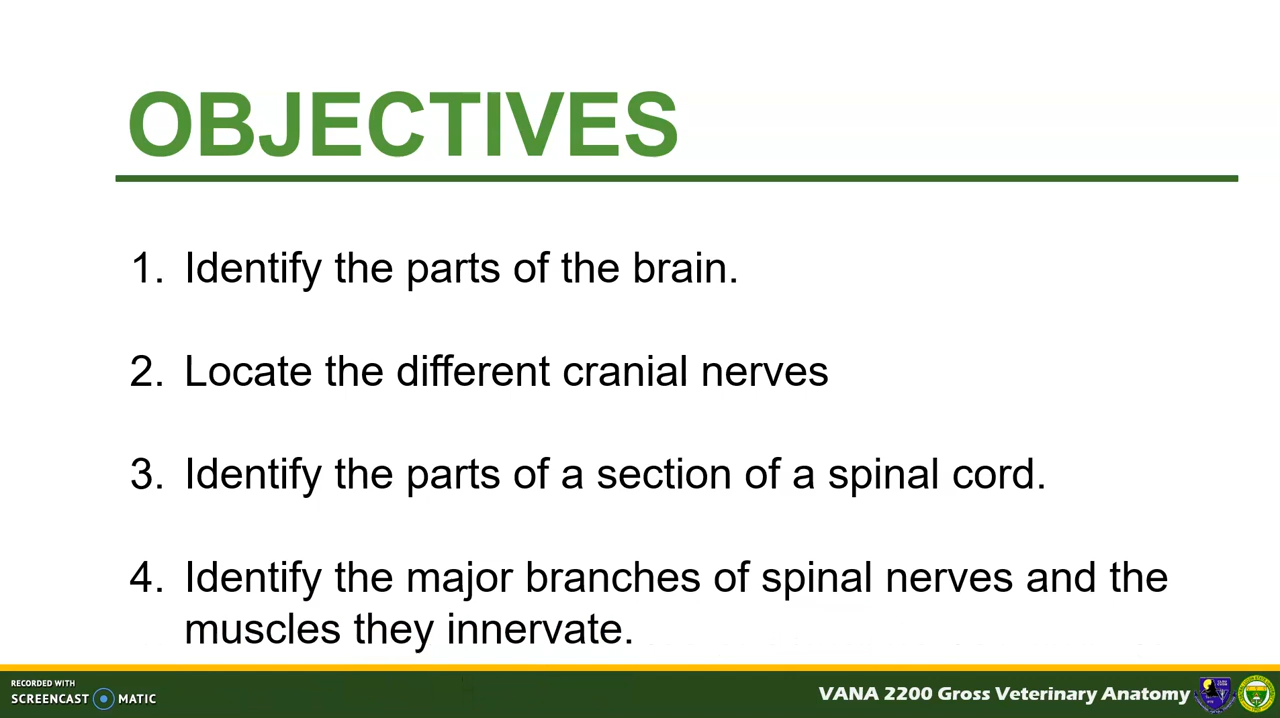 OBJECTIVES
1. Identify the parts of the brain.
2. Locate the different cranial nerves
3. Identify the parts of a section of a spinal cord.
4. Identify the major branches of spinal nerves and the
muscles they innervate.
RECORDED WITH
SCREENCAST MATIC
VANA 2200 Gross Veterinary Anatomy